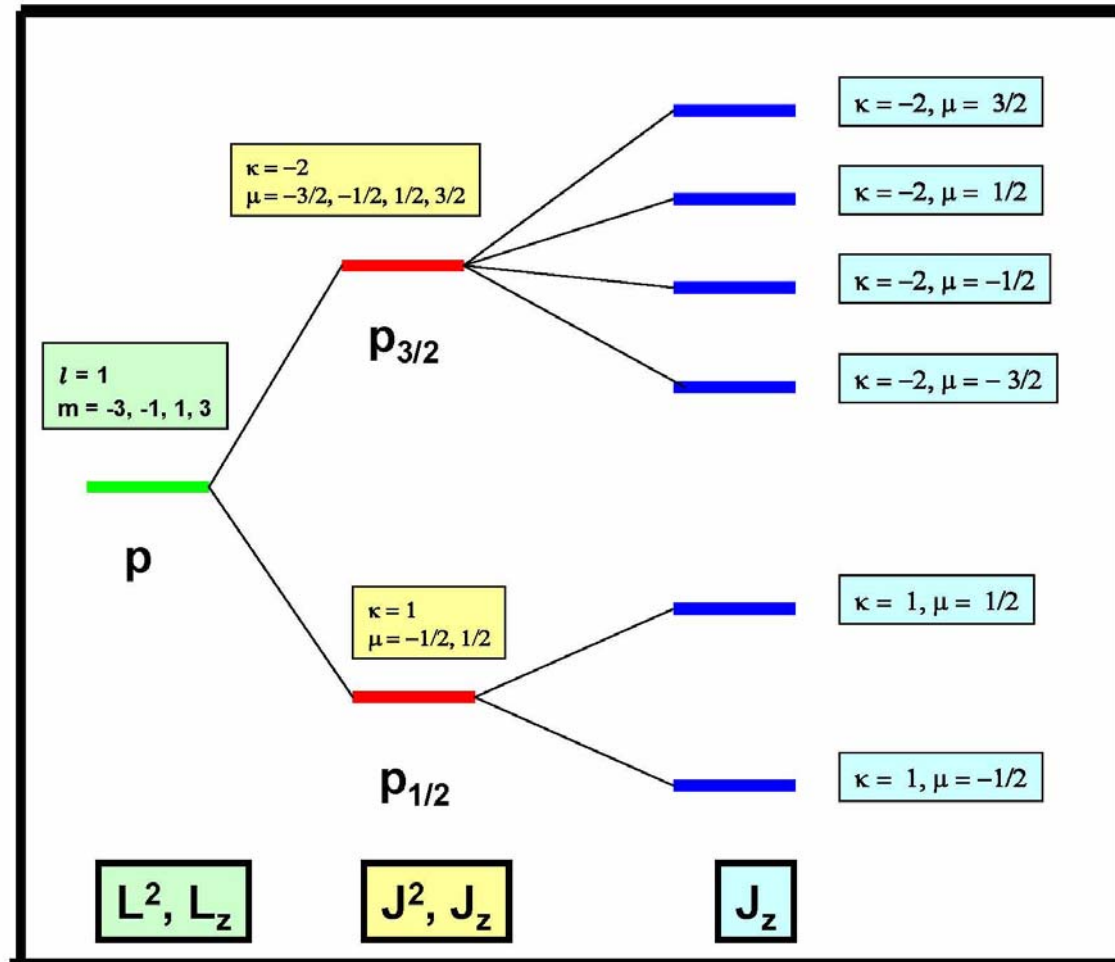 κ = −2, μ = 3/2
κ = −2
μ = −3/2, −1/2, 1/2, 3/2
κ = −2, μ = 1/2
κ = −2, μ = −1/2
p3/2
l = 1
m = -3, -1, 1, 3
κ = −2, μ = − 3/2
p
κ = 1
μ = −1/2, 1/2
κ = 1, μ = 1/2
p1/2
κ = 1, μ = −1/2
L², Lz
J², Jz
Jz